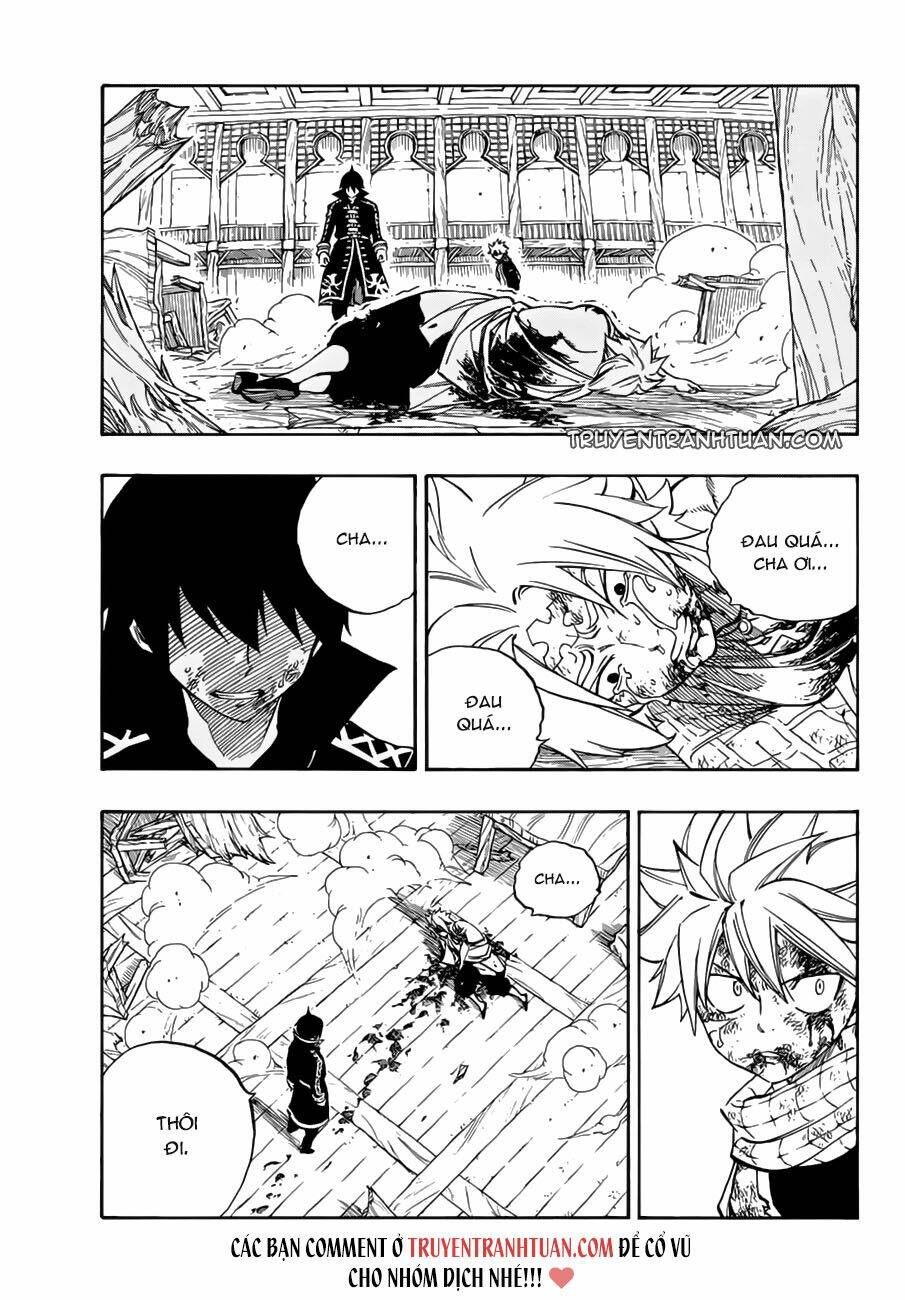 TRUYENTRANHTUAN.COM
ĐAU QUÁ...
CHA ƠI...
ĐAU
QUÁ...
CHA...
CHA...
THÔI
ĐI.
CÁC BẠN COMMENT Ở TRUYENTRANHTUAN.COM ĐỂ CỔ VŨ
CHO NHÓM DỊCH NHÉ!!!